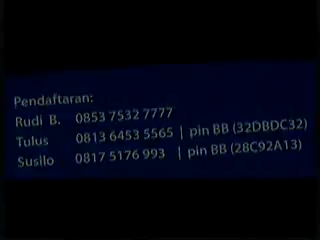 Pendaftaran:
Rudi B. 0853 7532 7777
Tulus 0813 6453 5565 | pin BB (32DBDC32)
Susilo 0817 5176 993 | pin BB (28C92A13)